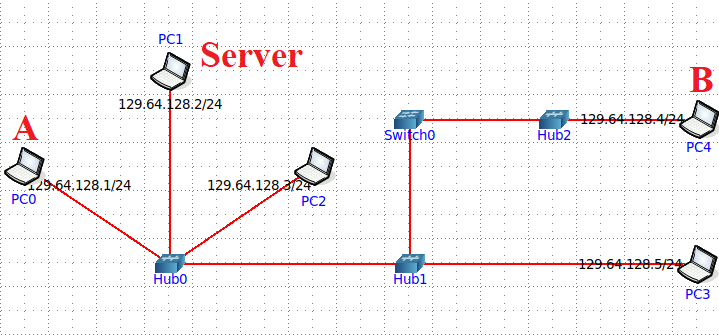 PC1
Server
129.64.128.2/24
A
129.64.128.1/24
PC0
129.64.128.3/24
PC2
Switch0
Hub2
129.64.128.4/24
B
PC4
Hub0
Hub1
129.64.128.5/24
PC3